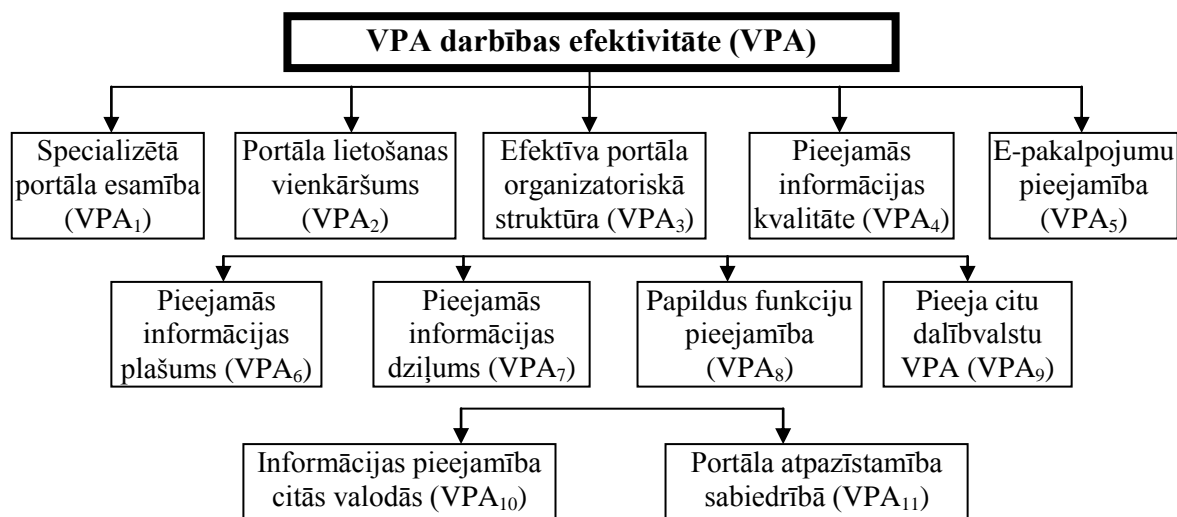 VPA darbības efektivitāte (VPA)
Specializētā
portāla esamība
(VPA₁)
Portāla lietošanas
vienkāršums
(VPA₂)
Efektīva portāla
organizatoriskā
struktūra (VPA₃)
Pieejamās
informācijas
kvalitāte (VPA₄)
E-pakalpojumu
pieejamība
(VPA₅)
Pieejamās
informācijas
plašums (VPA₆)
Pieejamās
informācijas
dziļums (VPA₇)
Papildus funkciju
pieejamība
(VPA₈)
Pieeja citu
dalībvalstu
VPA (VPA₉)
Informācijas pieejamība
citās valodās (VPA₁₀)
Portāla atpazīstamība
sabiedrībā (VPA₁₁)